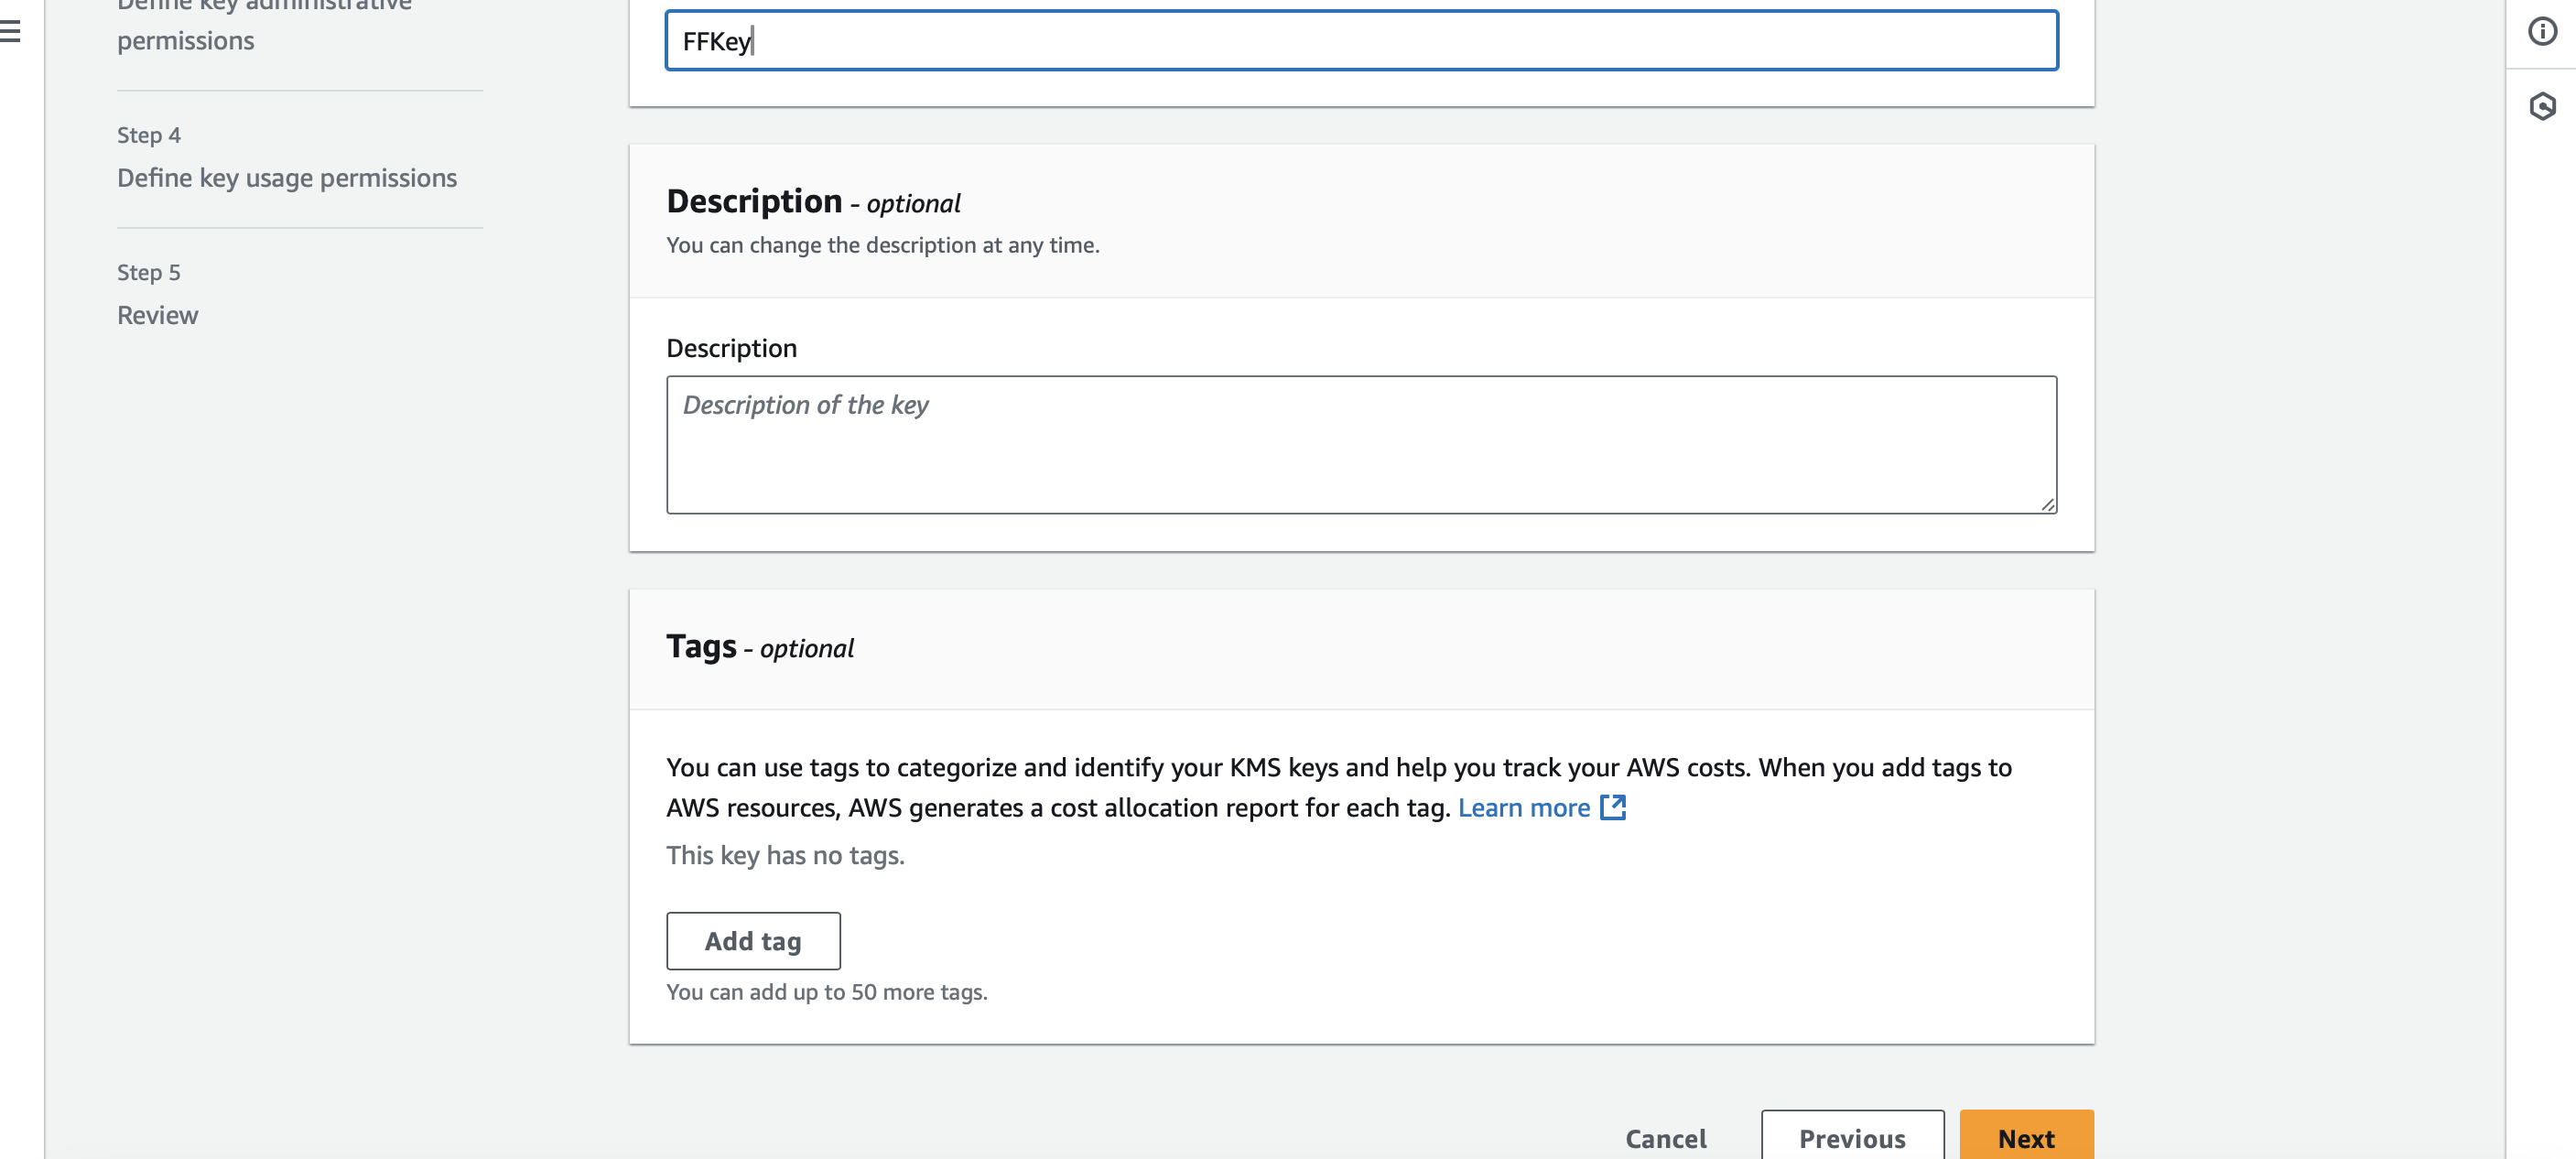 Define key administrative
permissions
Step 4
Define key usage permissions
Step 5
Review
FFKey
Description - optional
You can change the description at any time.
Description
Description of the key
Tags - optional
You can use tags to categorize and identify your KMS keys and help you track your AWS costs. When you add tags to
AWS resources, AWS generates a cost allocation report for each tag. Learn more
This key has no tags.
Add tag
You can add up to 50 more tags.
Cancel
Previous
Next